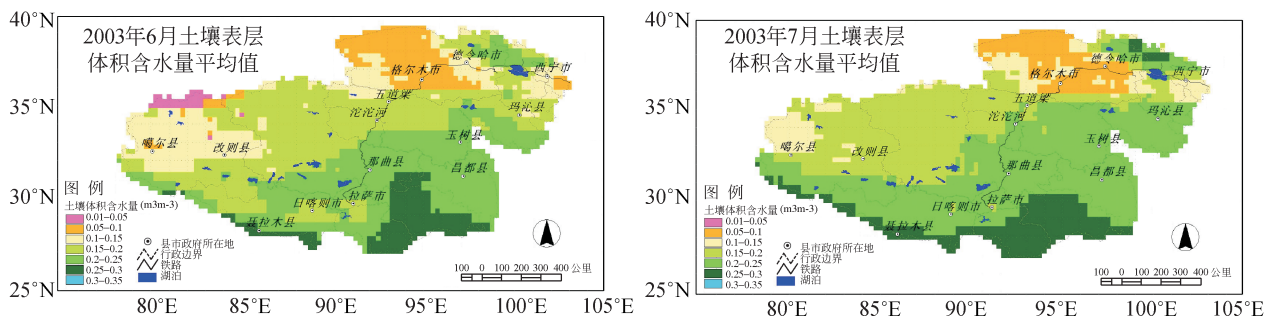 40°N
35°N
30°N
25°N
2003年6月土壤表层
体积含水量平均值
德令哈市
格尔木市
西宁市
五道梁
沱沱河
玛沁县
玉树县
噶尔县
改则县
那曲县
昌都县
日喀则市
拉萨市
聂拉木县
图 例
土壤体积含水量 (m3m-3)
0.01–0.05
0.05–0.1
0.1–0.15
0.15–0.2
0.2–0.25
0.25–0.3
0.3–0.35
县市政府所在地
行政边界
铁路
湖泊
100 0 100 200 300 400 公里
80°E 85°E 90°E 95°E 100°E 105°E
40°N
35°N
30°N
25°N
2003年7月土壤表层
体积含水量平均值
德令哈市
格尔木市
西宁市
五道梁
沱沱河
玛沁县
玉树县
噶尔县
改则县
那曲县
昌都县
日喀则市
拉萨市
聂拉木县
图 例
土壤体积含水量 (m3m-3)
0.01–0.05
0.05–0.1
0.1–0.15
0.15–0.2
0.2–0.25
0.25–0.3
0.3–0.35
县市政府所在地
行政边界
铁路
湖泊
100 0 100 200 300 400 公里
80°E 85°E 90°E 95°E 100°E 105°E